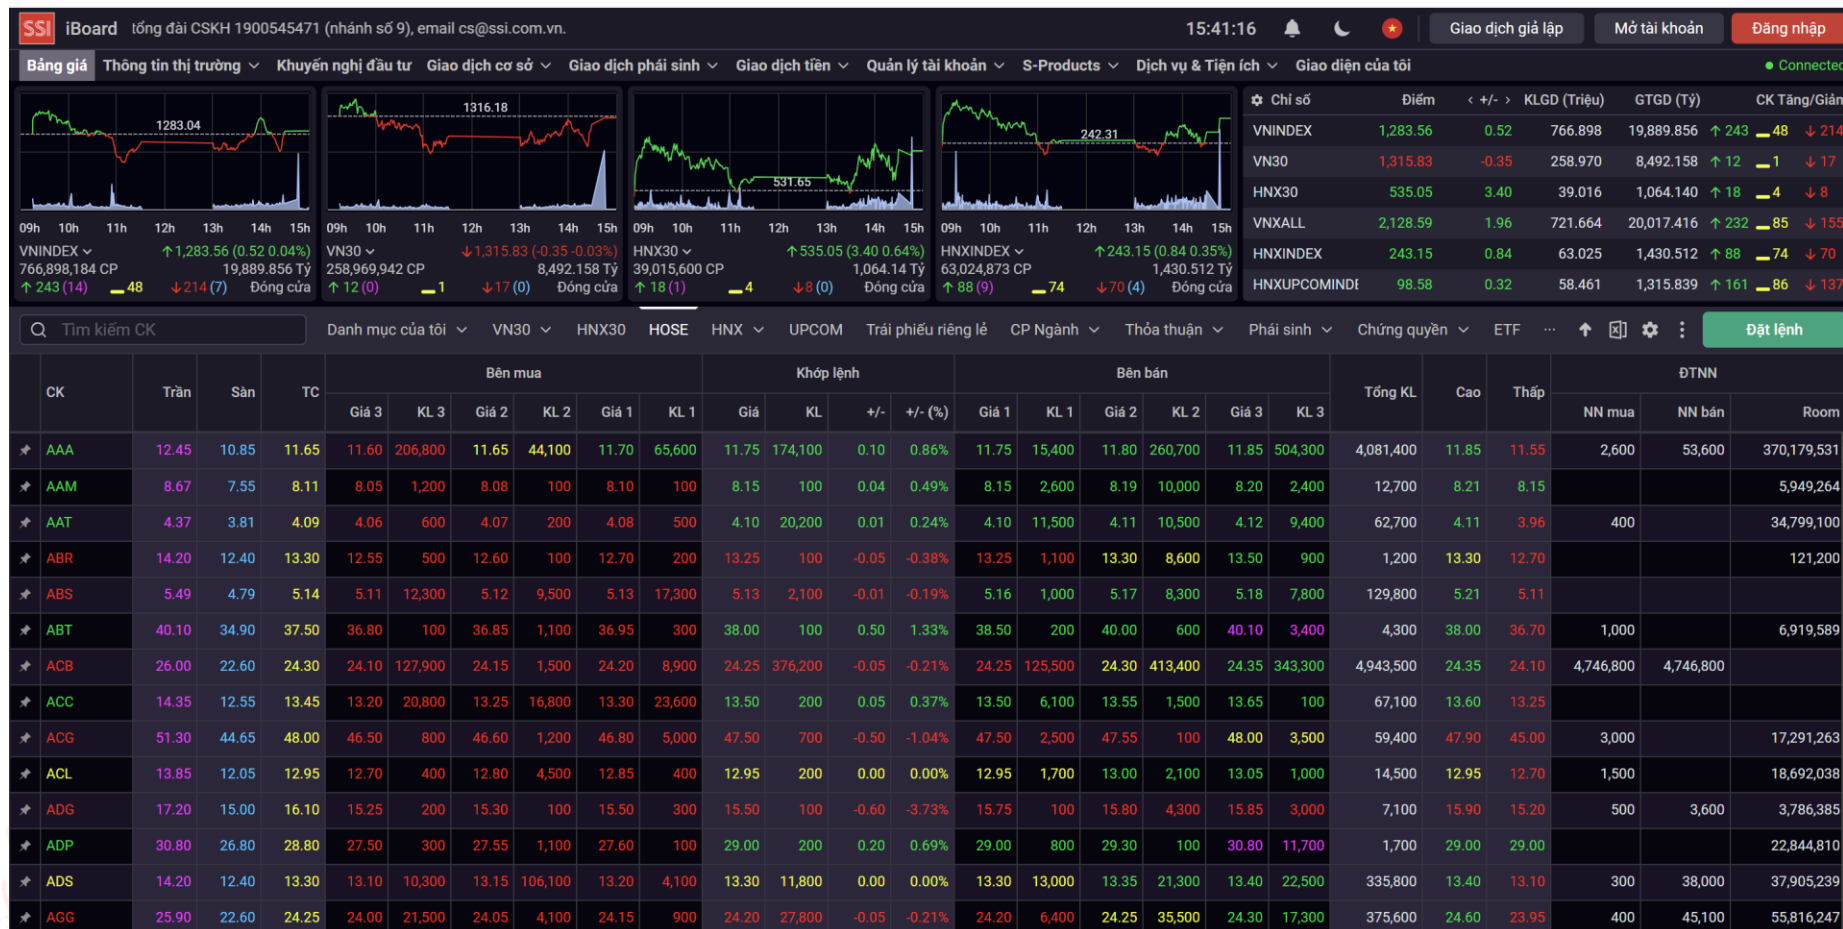 SSI iBoard tổng đài CSKH 1900545471 (nhánh số 9), email cs@ssi.com.vn. 15:41:16 Giao dịch giả lập Mở tài khoản Đăng nhập
Bảng giá Thông tin thị trường Khuyến nghị đầu tư Giao dịch cơ sở Giao dịch phái sinh Giao dịch tiền Quản lý tài khoản S-Products Dịch vụ & Tiện ích Giao diện của tôi Connected
1283.04
09h 10h 11h 12h 13h 14h 15h
VNINDEX ↑1,283.56 (0.52 0.04%)
766,898,184 CP 19,889.856 Tỷ
↑ 243 (14) 48 ↓214 (7) Đóng cửa
1316.18
09h 10h 11h 12h 13h 14h 15h
VN30 ↓1,315.83 (-0.35 -0.03%)
258,969,942 CP 8,492.158 Tỷ
↑ 12 (0) 1 ↓17 (0) Đóng cửa
531.65
09h 10h 11h 12h 13h 14h 15h
HNX30 ↑535.05 (3.40 0.64%)
39,015,600 CP 1,064.14 Tỷ
↑ 18 (1) 4 ↓8 (0) Đóng cửa
242.31
09h 10h 11h 12h 13h 14h 15h
HNXINDEX ↑243.15 (0.84 0.35%)
63,024,873 CP 1,430.512 Tỷ
↑ 88 (9) 74 ↓70 (4) Đóng cửa
Chỉ số Điểm < +/- > KLGD (Triệu) GTGD (Tỷ) CK Tăng/Giảm
VNINDEX 1,283.56 0.52 766.898 19,889.856 ↑ 243 48 ↓ 214
VN30 1,315.83 -0.35 258.970 8,492.158 ↑ 12 1 ↓ 17
HNX30 535.05 3.40 39.016 1,064.140 ↑ 18 4 ↓ 8
VNXALL 2,128.59 1.96 721.664 20,017.416 ↑ 232 85 ↓ 155
HNXINDEX 243.15 0.84 63.025 1,430.512 ↑ 88 74 ↓ 70
HNXUPCOMINDE 98.58 0.32 58.461 1,315.839 ↑ 161 86 ↓ 137
Tìm kiếm CK Danh mục của tôi VN30 HNX30 HOSE HNX UPCOM Trái phiếu riêng lẻ CP Ngành Thỏa thuận Phái sinh Chứng quyền ETF ... Đặt lệnh
CK Trần Sàn TC Bên mua Khớp lệnh Bên bán Tổng KL Cao Thấp ĐTNN
Giá 3 KL 3 Giá 2 KL 2 Giá 1 KL 1 Giá KL +/- +/- (%) Giá 1 KL 1 Giá 2 KL 2 Giá 3 KL 3 NN mua NN bán Room
AAA 12.45 10.85 11.65 11.60 206,800 11.65 44,100 11.70 65,600 11.75 174,100 0.10 0.86% 11.75 15,400 11.80 260,700 11.85 504,300 4,081,400 11.85 11.55 2,600 53,600 370,179,531
AAM 8.67 7.55 8.11 8.05 1,200 8.08 100 8.10 100 8.15 100 0.04 0.49% 8.15 2,600 8.19 10,000 8.20 2,400 12,700 8.21 8.15 5,949,264
AAT 4.37 3.81 4.09 4.06 600 4.07 200 4.08 500 4.10 20,200 0.01 0.24% 4.10 11,500 4.11 10,500 4.12 9,400 62,700 4.11 3.96 400 34,799,100
ABR 14.20 12.40 13.30 12.55 500 12.60 100 12.70 200 13.25 100 -0.05 -0.38% 13.25 1,100 13.30 8,600 13.50 900 1,200 13.30 12.70 121,200
ABS 5.49 4.79 5.14 5.11 12,300 5.12 9,500 5.13 17,300 5.13 2,100 -0.01 -0.19% 5.16 1,000 5.17 8,300 5.18 7,800 129,800 5.21 5.11
ABT 40.10 34.90 37.50 36.80 100 36.85 1,100 36.95 300 38.00 100 0.50 1.33% 38.50 200 40.00 600 40.10 3,400 4,300 38.00 36.70 1,000 6,919,589
ACB 26.00 22.60 24.30 24.10 127,900 24.15 1,500 24.20 8,900 24.25 376,200 -0.05 -0.21% 24.25 125,500 24.30 413,400 24.35 343,300 4,943,500 24.35 24.10 4,746,800 4,746,800
ACC 14.35 12.55 13.45 13.20 20,800 13.25 16,800 13.30 23,600 13.50 200 0.05 0.37% 13.50 6,100 13.55 1,500 13.65 100 67,100 13.60 13.25
ACG 51.30 44.65 48.00 46.50 800 46.60 1,200 46.80 5,000 47.50 700 -0.50 -1.04% 47.50 2,500 47.55 100 48.00 3,500 59,400 47.90 45.00 3,000 17,291,263
ACL 13.85 12.05 12.95 12.70 400 12.80 4,500 12.85 400 12.95 200 0.00 0.00% 12.95 1,700 13.00 2,100 13.05 1,000 14,500 12.95 12.70 1,500 18,692,038
ADG 17.20 15.00 16.10 15.25 200 15.30 100 15.50 300 15.50 100 -0.60 -3.73% 15.75 100 15.80 4,300 15.85 3,000 7,100 15.90 15.20 500 3,600 3,786,385
ADP 30.80 26.80 28.80 27.50 300 27.55 1,100 27.60 100 29.00 200 0.20 0.69% 29.00 800 29.30 100 30.80 11,700 1,700 29.00 29.00 22,844,810
ADS 14.20 12.40 13.30 13.10 10,300 13.15 106,100 13.20 4,100 13.30 11,800 0.00 0.00% 13.30 13,000 13.35 21,300 13.40 22,500 335,800 13.40 13.10 300 38,000 37,905,239
AGG 25.90 22.60 24.25 24.00 21,500 24.05 4,100 24.15 900 24.20 27,800 -0.05 -0.21% 24.20 6,400 24.25 35,500 24.30 17,300 375,600 24.60 23.95 400 45,100 55,816,247